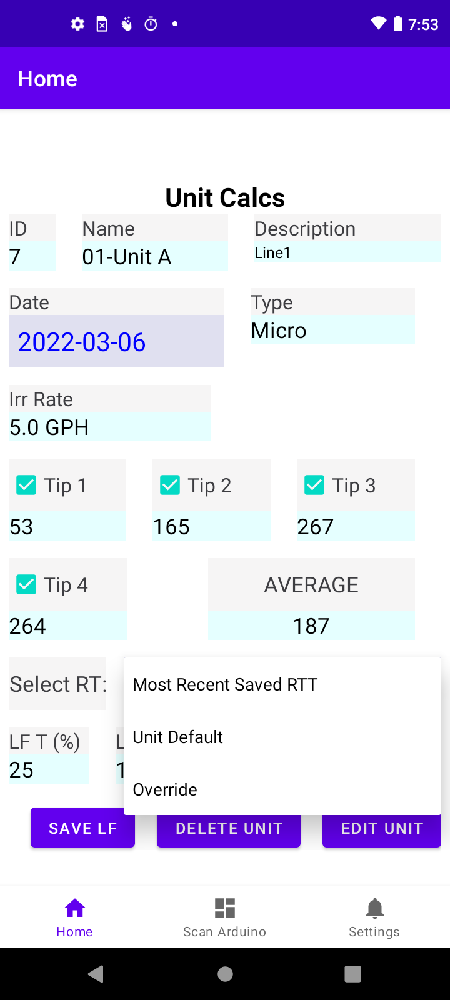 7:53
Home
Unit Calcs
ID Name Description
7 01-Unit A Line1
Date Type
2022-03-06 Micro
Irr Rate
5.0 GPH
Tip 1 Tip 2 Tip 3
53 165 267
Tip 4 AVERAGE
264 187
Select RT: Most Recent Saved RTT
Unit Default
LF T (%) L
25 1
Override
SAVE LF DELETE UNIT EDIT UNIT
Home Scan Arduino Settings